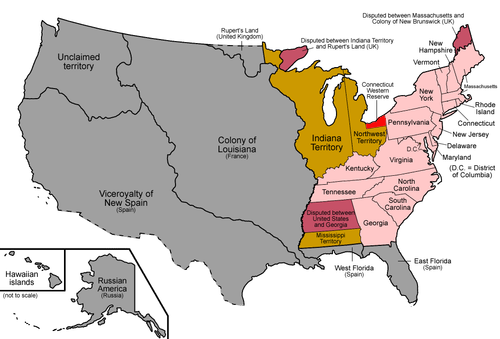 Disputed between Massachusetts and
Colony of New Brunswick (UK)
Rupert's Land
(United Kingdom)
Disputed between Indiana Territory
and Rupert's Land (UK)
New
Hampshire
Vermont
Unclaimed
territory
Connecticut
Western
Reserve
Massachusetts
New
York
Rhode
Island
Connecticut
Pennsylvania
New Jersey
Indiana
Territory
Northwest
Territory
Delaware
D.C.
Maryland
(D.C. = District
of Columbia)
Colony of
Louisiana
(France)
Virginia
Kentucky
Viceroyalty of
New Spain
(Spain)
Tennessee
North
Carolina
South
Carolina
Disputed between
United States
and Georgia
Georgia
Mississippi
Territory
West Florida
(Spain)
East Florida
(Spain)
Hawaiian
islands
(not to scale)
Russian
America
(Russia)